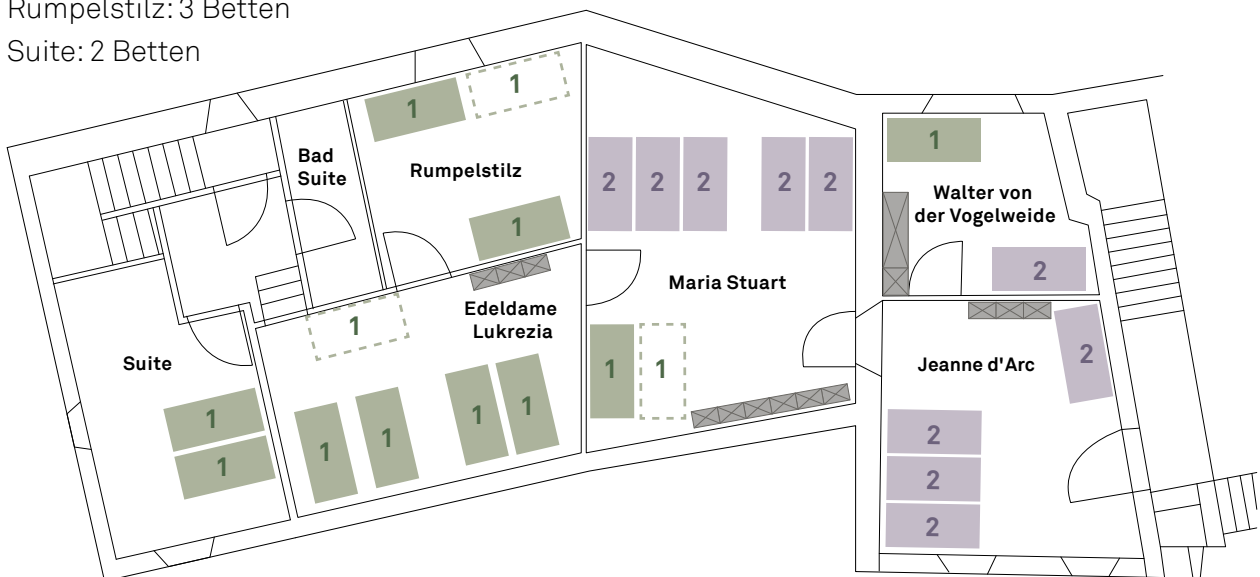 Rumpelstilz: 3 Betten
Suite: 2 Betten
1
1
Bad
Suite
Rumpelstilz
1
2
2
2
2
2
1
Walter von
der Vogelweide
2
Maria Stuart
Edeldame
Lukrezia
1
Suite
1
1
1
1
1
1
1
1
Jeanne d'Arc
2
2
2
2